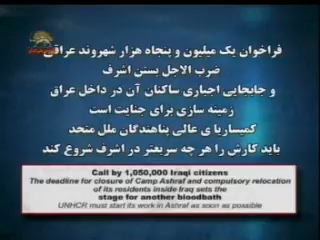 فراخوان یک میلیون و پنجاه هزار شهروند عراقی
ضرب الاجل بستن اشرف
و جابجایی اجباری ساکنان آن در داخل عراق
زمینه سازی برای جنایت است
کمیساریا ی عالی پناهندگان ملل متحد
باید کارش را هر چه سریعتر در اشرف شروع کند
Call by 1,050,000 Iraqi citizens
The deadline for closure of Camp Ashraf and compulsory relocation
of its residents inside Iraq sets the
stage for another bloodbath
UNHCR must start its work in Ashraf as soon as possible